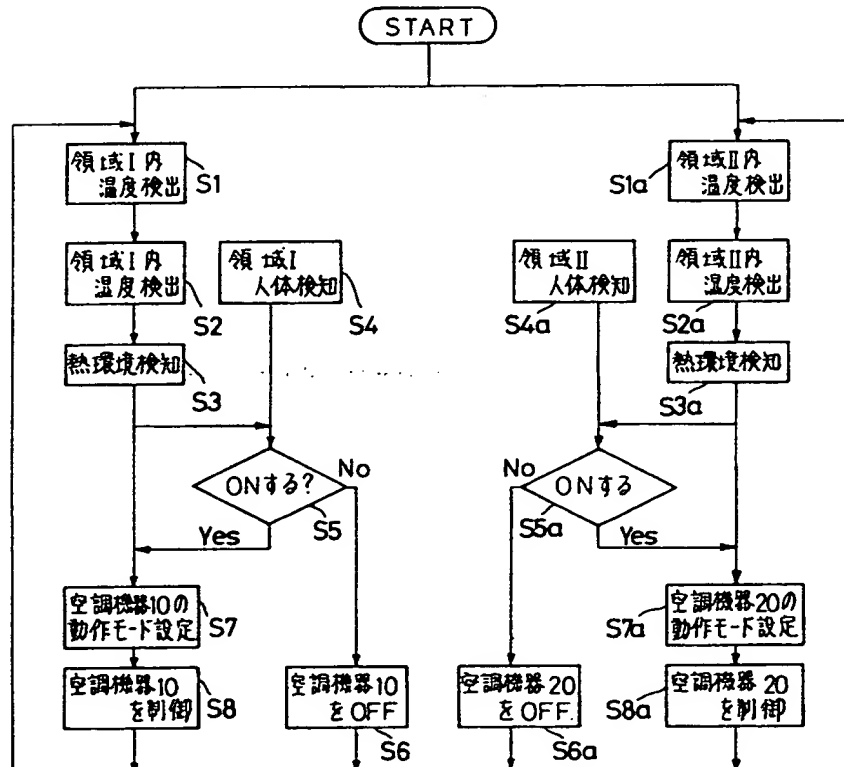 START
領域I内
温度検出
S1
S1a
領域II内
温度検出
領域I内
温度検出
S2
領域I
人体検知
S4
領域II
人体検知
S4a
領域II内
温度検出
S2a
熱環境検知
S3
熱環境検知
S3a
ONする?
No
S5
Yes
No
ONする
S5a
Yes
空調機器10の
動作モード設定
S7
S7a
空調機器20の
動作モード設定
空調機器10
を制御
S8
空調機器10
をOFF
S6
空調機器20
をOFF.
S6a
S8a
空調機器20
を制御